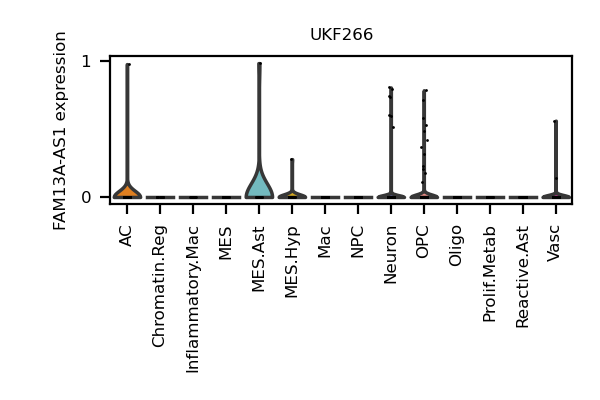 UKF266
FAM13A-AS1 expression
1
0
AC
Chromatin.Reg
Inflammatory.Mac
MES
MES.Ast
MES.Hyp
Mac
NPC
Neuron
OPC
Oligo
Prolif.Metab
Reactive.Ast
Vasc